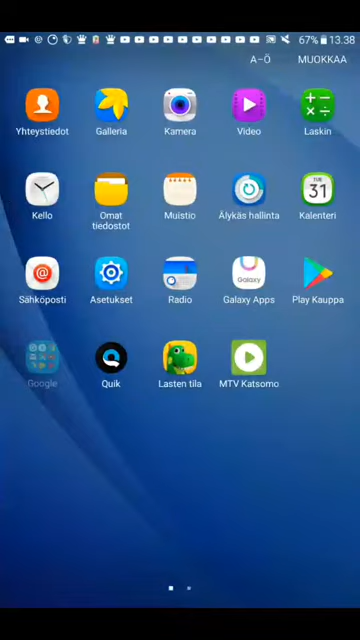 67% 13.38
A–Ö MUOKKAA
Yhteystiedot Galleria Kamera Video Laskin
Kello Omat tiedostot Muistio Älykäs hallinta Kalenteri
31
Sähköposti Asetukset Radio Galaxy Apps Play Kauppa
Galaxy
Google Quik Lasten tila MTV Katsomo